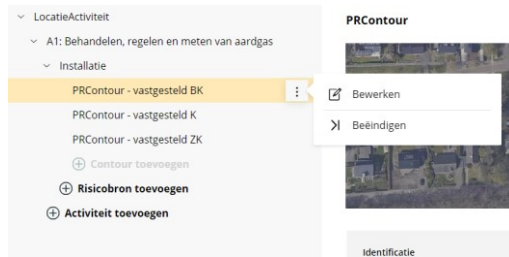 LocatieActiviteit
A1: Behandelen, regelen en meten van aardgas
Installatie
PRContour - vastgesteld BK
PRContour - vastgesteld K
PRContour - vastgesteld ZK
Contour toevoegen
Risicobron toevoegen
Activiteit toevoegen
PRContour
Bewerken
Beëindigen
Identificatie